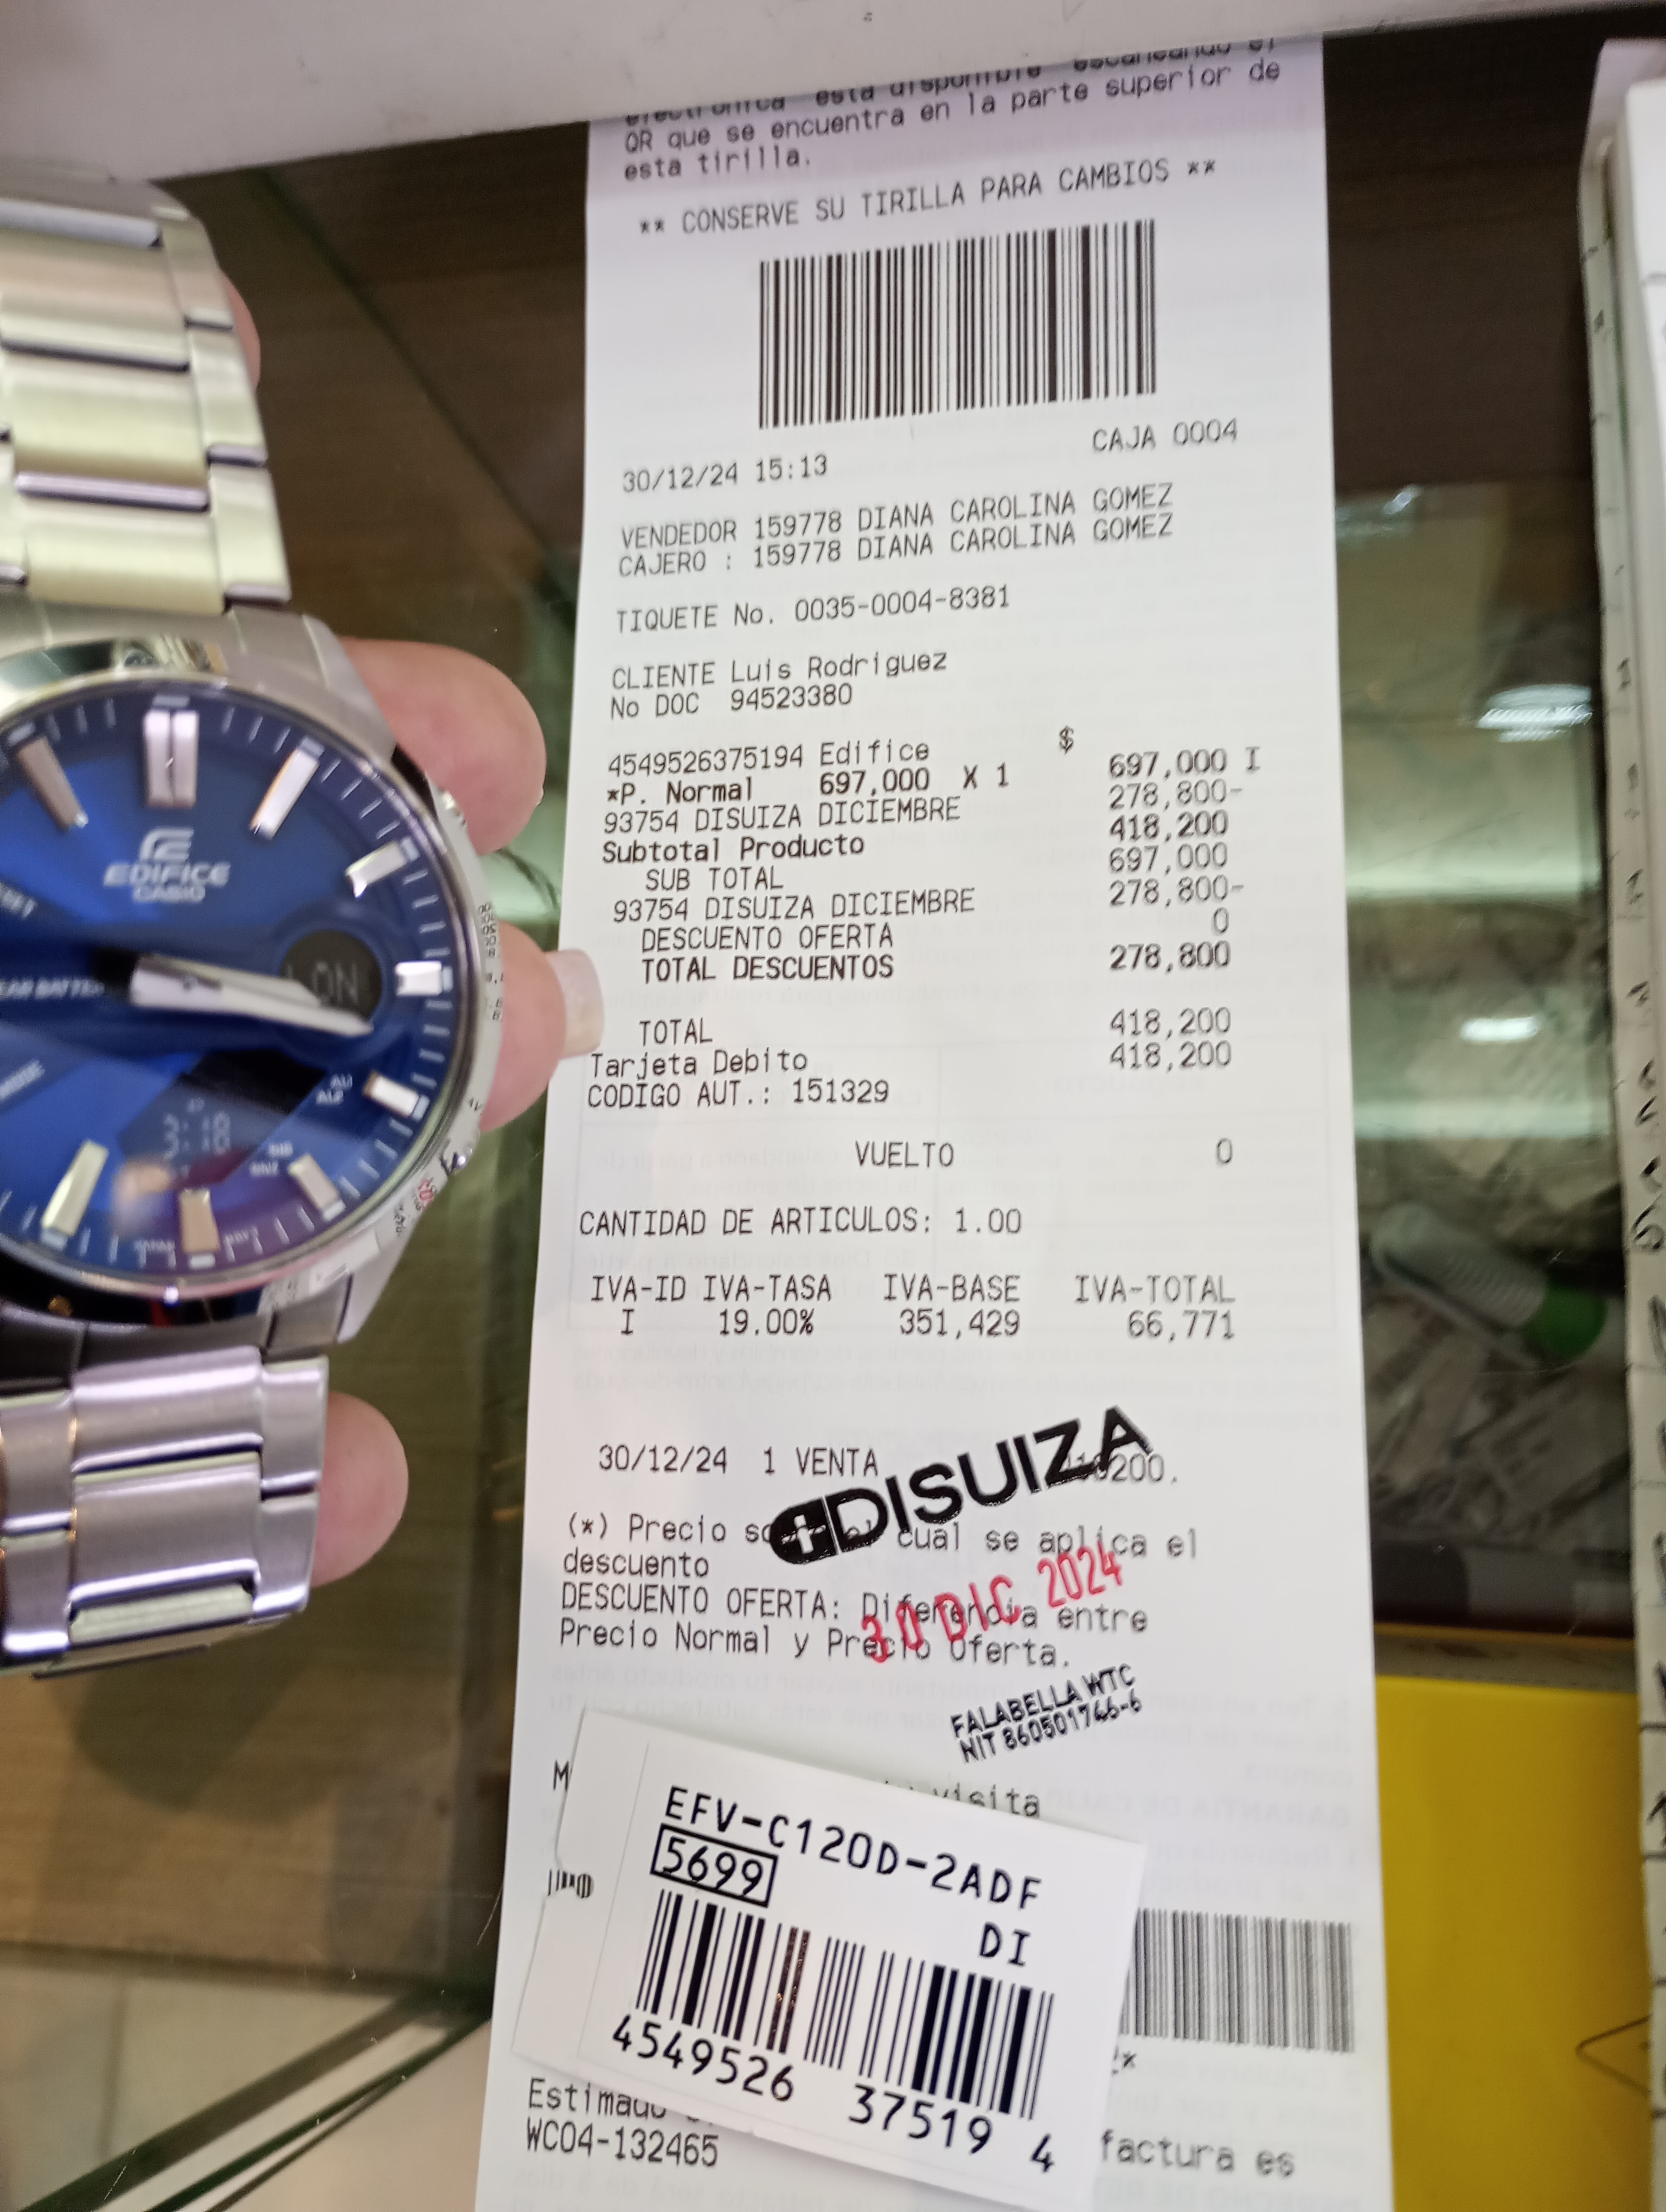 electronica esta disponible escaneando el
QR que se encuentra en la parte superior de
esta tirilla.
** CONSERVE SU TIRILLA PARA CAMBIOS **
CAJA 0004
30/12/24 15:13
VENDEDOR 159778 DIANA CAROLINA GOMEZ
CAJERO : 159778 DIANA CAROLINA GOMEZ
TIQUETE No. 0035-0004-8381
CLIENTE Luis Rodriguez
No DOC 94523380
$
4549526375194 Edifice 697,000 I
*P. Normal 697,000 X 1
93754 DISUIZA DICIEMBRE 278,800-
Subtotal Producto 418,200
SUB TOTAL 697,000
93754 DISUIZA DICIEMBRE 278,800-
DESCUENTO OFERTA 0
TOTAL DESCUENTOS 278,800
TOTAL 418,200
Tarjeta Debito 418,200
CODIGO AUT.: 151329
VUELTO 0
CANTIDAD DE ARTICULOS: 1.00
IVA-ID IVA-TASA IVA-BASE IVA-TOTAL
I 19.00% 351,429 66,771
30/12/24 1 VENTA
DISUIZA
(*) Precio sobre el cual se aplica el
descuento
DESCUENTO OFERTA: Diferencia entre
Precio Normal y Precio Oferta.
30 DIC 2024
FALABELLA WTC
NIT 860501746-6
visita
EFV-C120D-2ADF
5699
DI
4549526 37519 4
factura es
WC04-132465
EDIFICE
CASIO